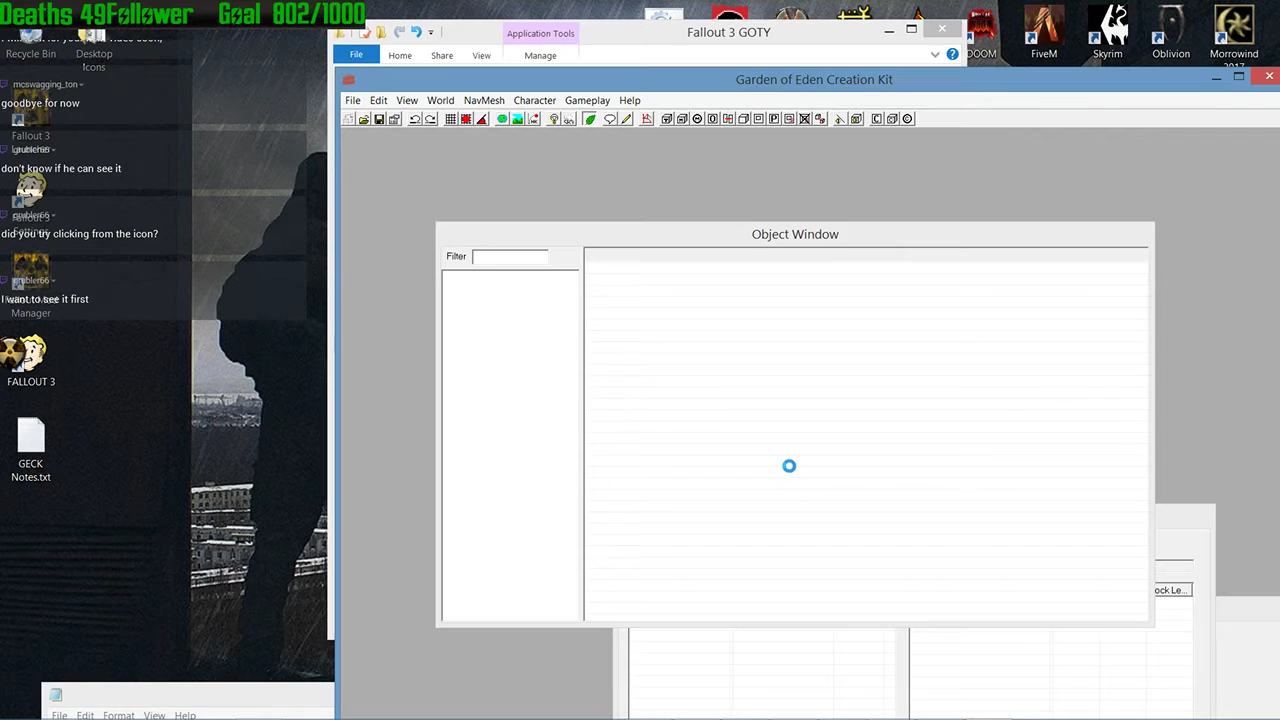 Deaths 49Follower Goal 802/1000
Recycle Bin
Desktop
Icons
mcswagging_ton
goodbye for now
Fallout 3
don't know if he can see it
did you try clicking from the icon?
I want to see it first
Manager
FALLOUT 3
GECK
Notes.txt
File Edit Format View Help
Application Tools
Fallout 3 GOTY
File Home Share View Manage
DOOM
FiveM
Skyrim
Oblivion
Morrowind
2017
Garden of Eden Creation Kit
File Edit View World NavMesh Character Gameplay Help
Object Window
Filter
ock Le...